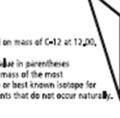 on mass of C=12 at 12.00,
alue in parentheses
mass of the most
or best known isotope for
nts that do not occur naturally.